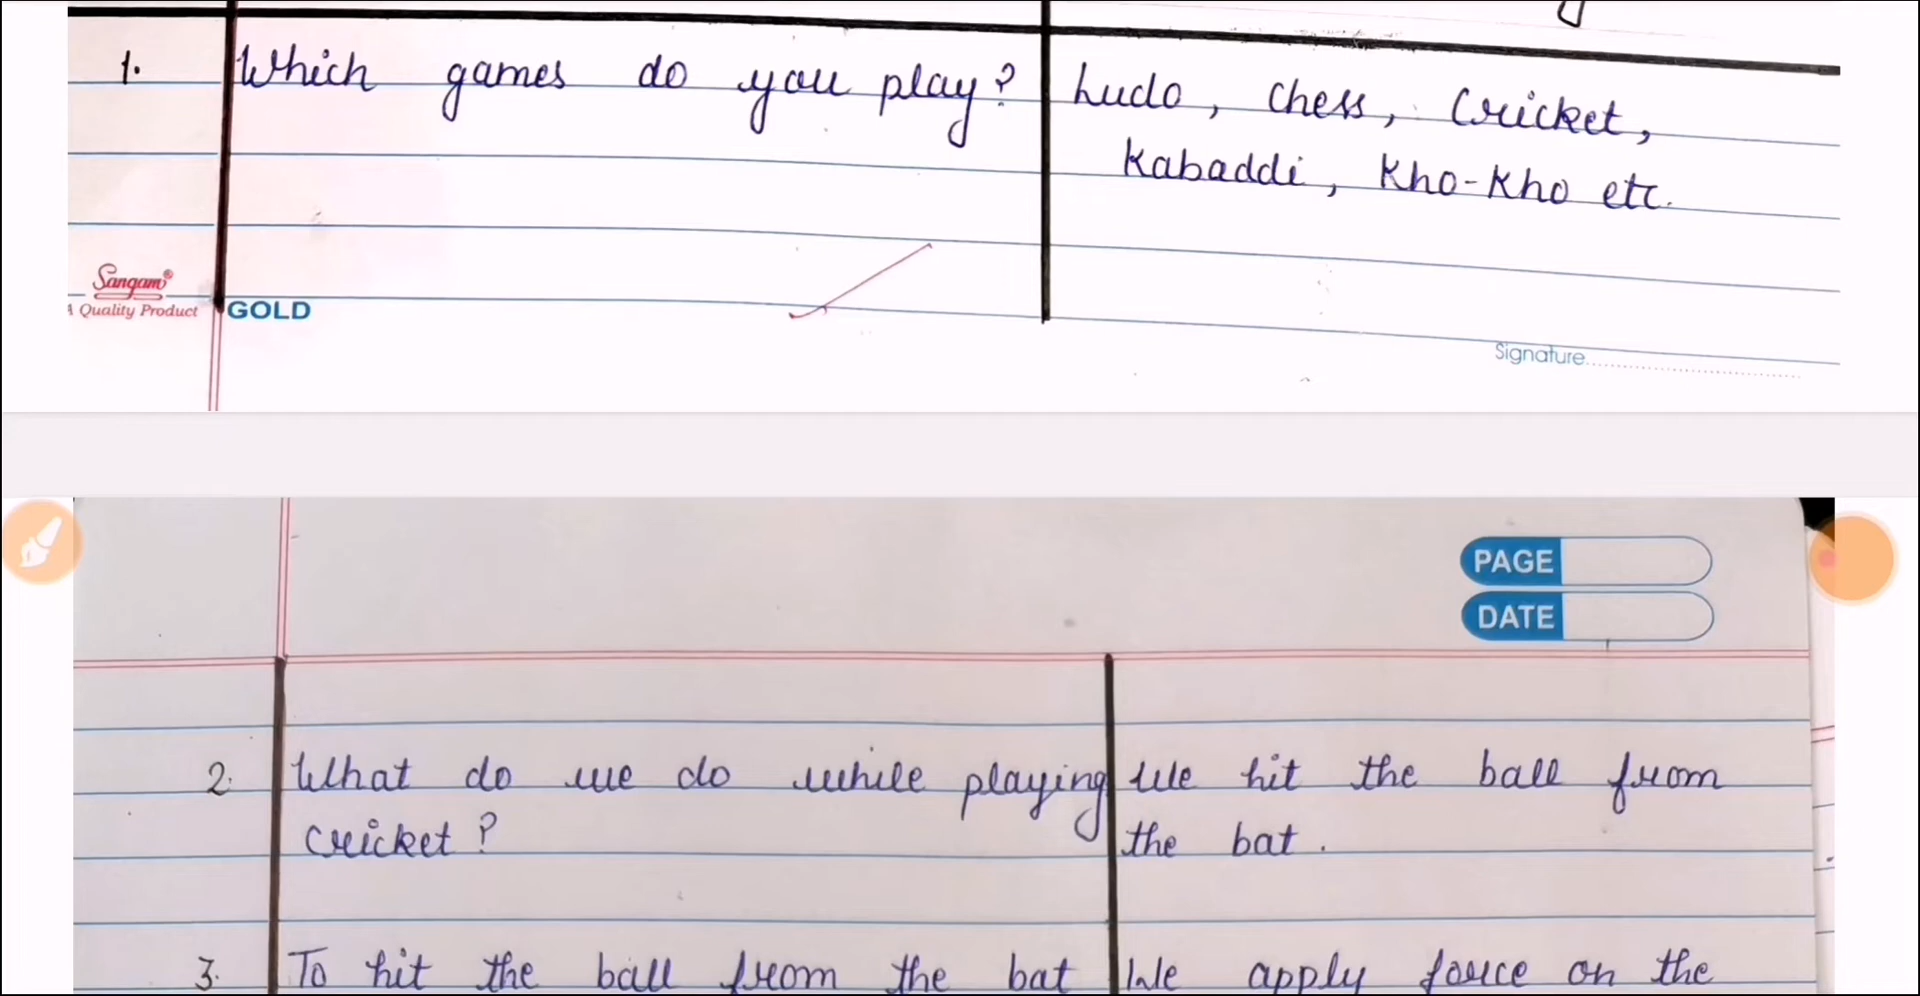 1. Which games do you play? Ludo, Chess, Cricket,
Kabaddi, Kho-Kho etc.
Sangam®
A Quality Product
GOLD
Signature
PAGE
DATE
2. What do we do while playing We hit the ball from
cricket? the bat.
3. To hit the ball from the bat We apply force on the